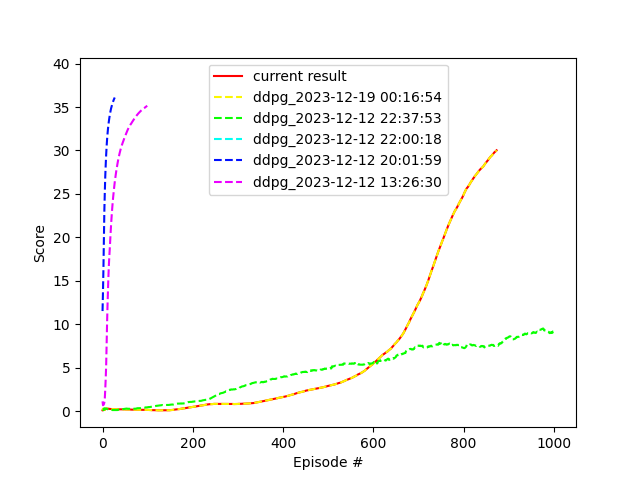 40
35
30
25
20
15
10
5
0
Score
current result
ddpg_2023-12-19 00:16:54
ddpg_2023-12-12 22:37:53
ddpg_2023-12-12 22:00:18
ddpg_2023-12-12 20:01:59
ddpg_2023-12-12 13:26:30
0 200 400 600 800 1000
Episode #